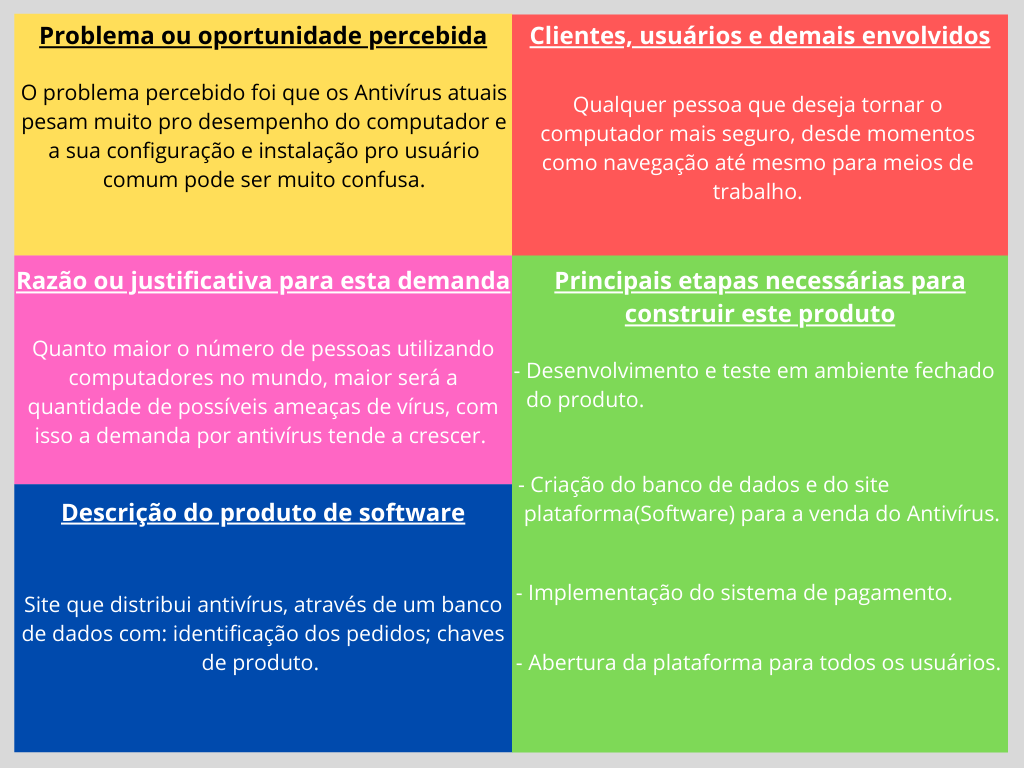 Problema ou oportunidade percebida
O problema percebido foi que os Antivírus atuais
pesam muito pro desempenho do computador e
a sua configuração e instalação pro usuário
comum pode ser muito confusa.
Clientes, usuários e demais envolvidos
Qualquer pessoa que deseja tornar o
computador mais seguro, desde momentos
como navegação até mesmo para meios de
trabalho.
Razão ou justificativa para esta demanda
Quanto maior o número de pessoas utilizando
computadores no mundo, maior será a
quantidade de possíveis ameaças de vírus, com
isso a demanda por antivírus tende a crescer.
Principais etapas necessárias para
construir este produto
- Desenvolvimento e teste em ambiente fechado
do produto.
- Criação do banco de dados e do site
plataforma(Software) para a venda do Antivírus.
- Implementação do sistema de pagamento.
- Abertura da plataforma para todos os usuários.
Descrição do produto de software
Site que distribui antivírus, através de um banco
de dados com: identificação dos pedidos; chaves
de produto.